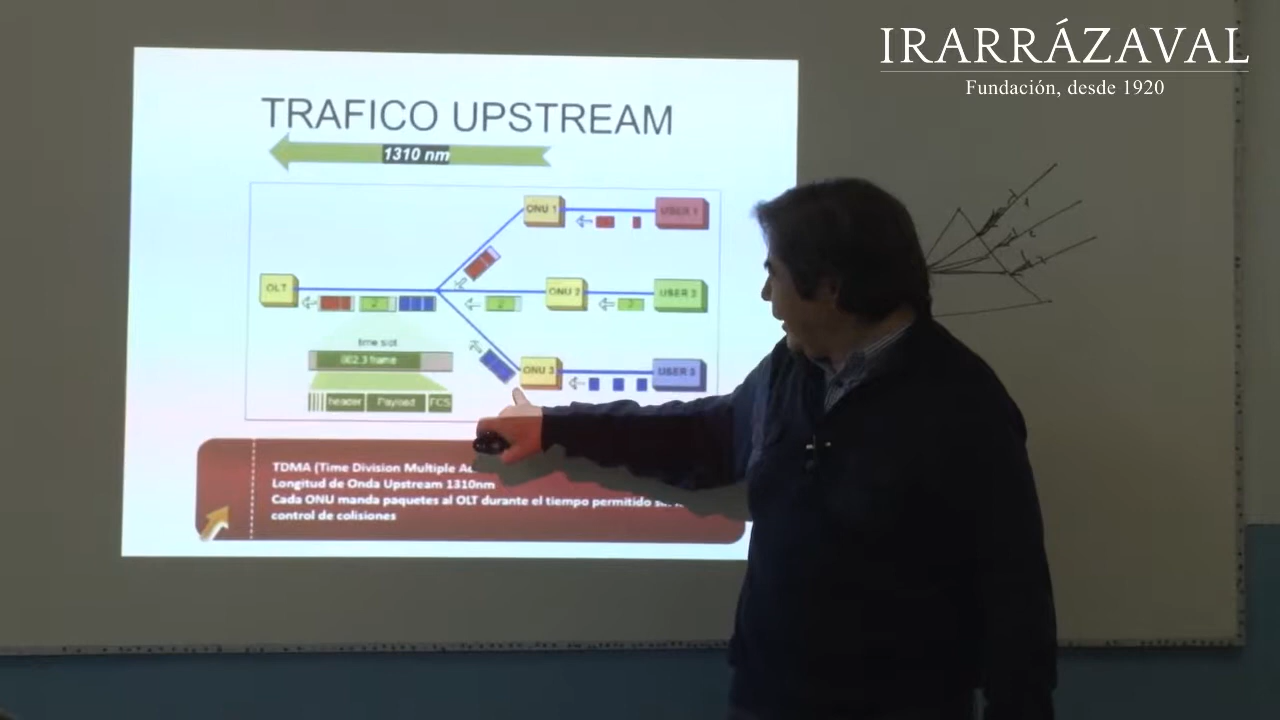 IRARRÁZAVAL
Fundación, desde 1920
TRAFICO UPSTREAM
1310 nm
ONU 1
USER 1
OLT
2
2
ONU 2
2
USER 2
time slot
802.3 frame
header
Payload
FCS
ONU 3
USER 3
TDMA (Time Division Multiple
Longitud de Onda Upstream 1310nm
Cada ONU manda paquetes al OLT durante el tiempo permitido
control de colisiones